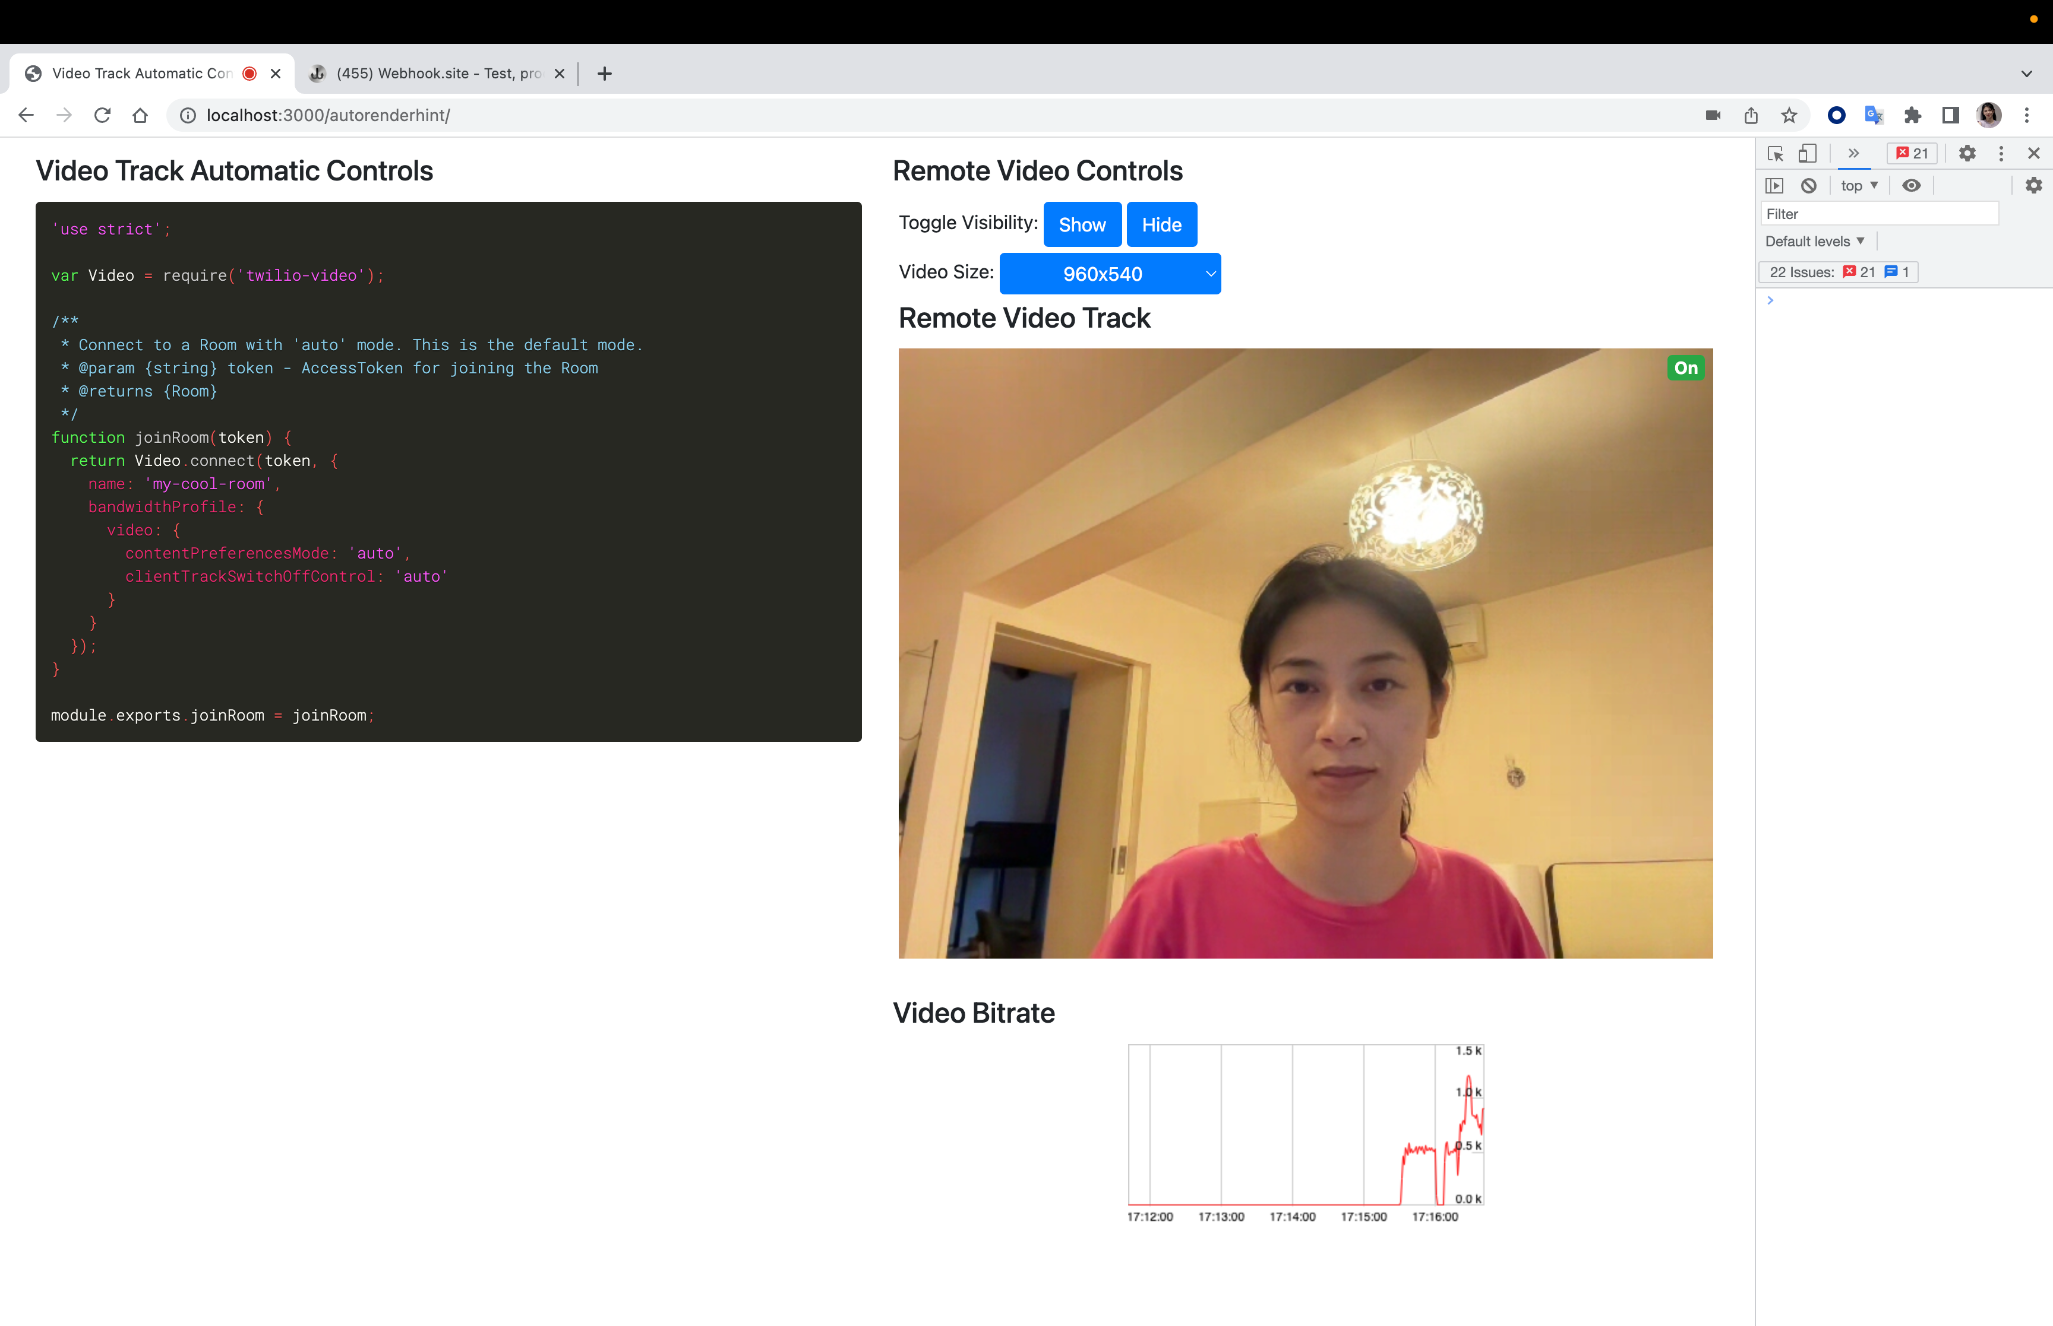 Video Track Automatic Con
(455) Webhook.site - Test, pro
localhost:3000/autorenderhint/
Video Track Automatic Controls
'use strict';
var Video = require('twilio-video');
/**
* Connect to a Room with 'auto' mode. This is the default mode.
* @param {string} token - AccessToken for joining the Room
* @returns {Room}
*/
function joinRoom(token) {
return Video.connect(token, {
name: 'my-cool-room',
bandwidthProfile: {
video: {
contentPreferencesMode: 'auto',
clientTrackSwitchOffControl: 'auto'
}
}
});
}
module.exports.joinRoom = joinRoom;
Remote Video Controls
Toggle Visibility: Show Hide
Video Size: 960x540
Remote Video Track
On
Video Bitrate
1.5 k
1.0 k
0.5 k
0.0 k
17:12:00 17:13:00 17:14:00 17:15:00 17:16:00
21
top
Filter
Default levels
22 Issues: 21 1